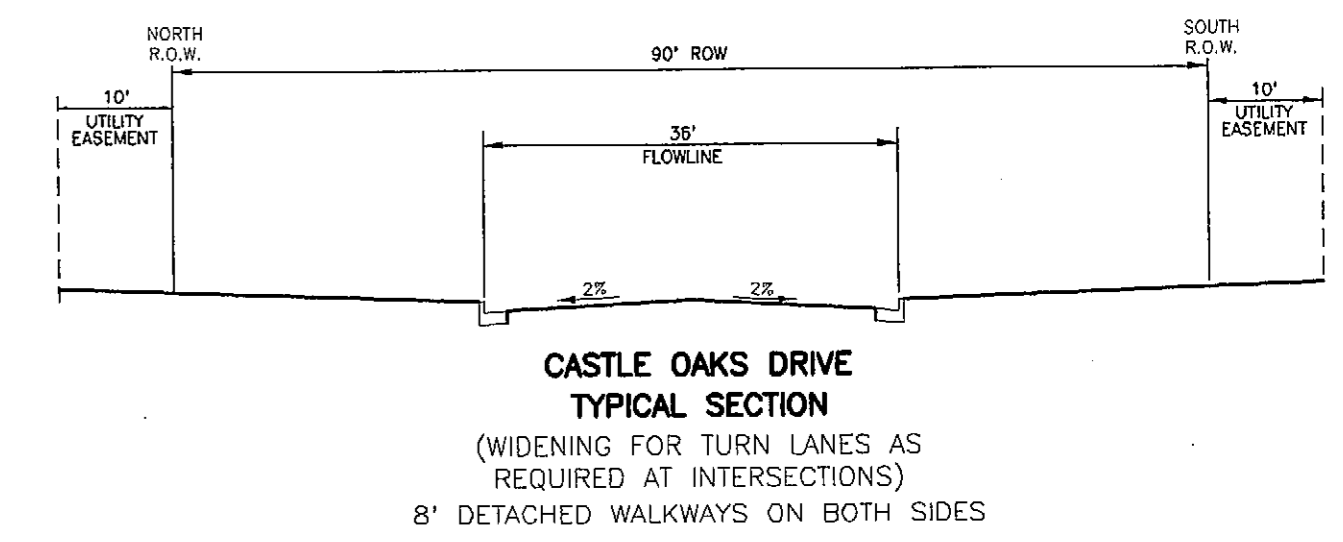 NORTH
R.O.W.
SOUTH
R.O.W.
90' ROW
10'
UTILITY
EASEMENT
10'
UTILITY
EASEMENT
36'
FLOWLINE
2%
2%
CASTLE OAKS DRIVE
TYPICAL SECTION
(WIDENING FOR TURN LANES AS
REQUIRED AT INTERSECTIONS)
8' DETACHED WALKWAYS ON BOTH SIDES